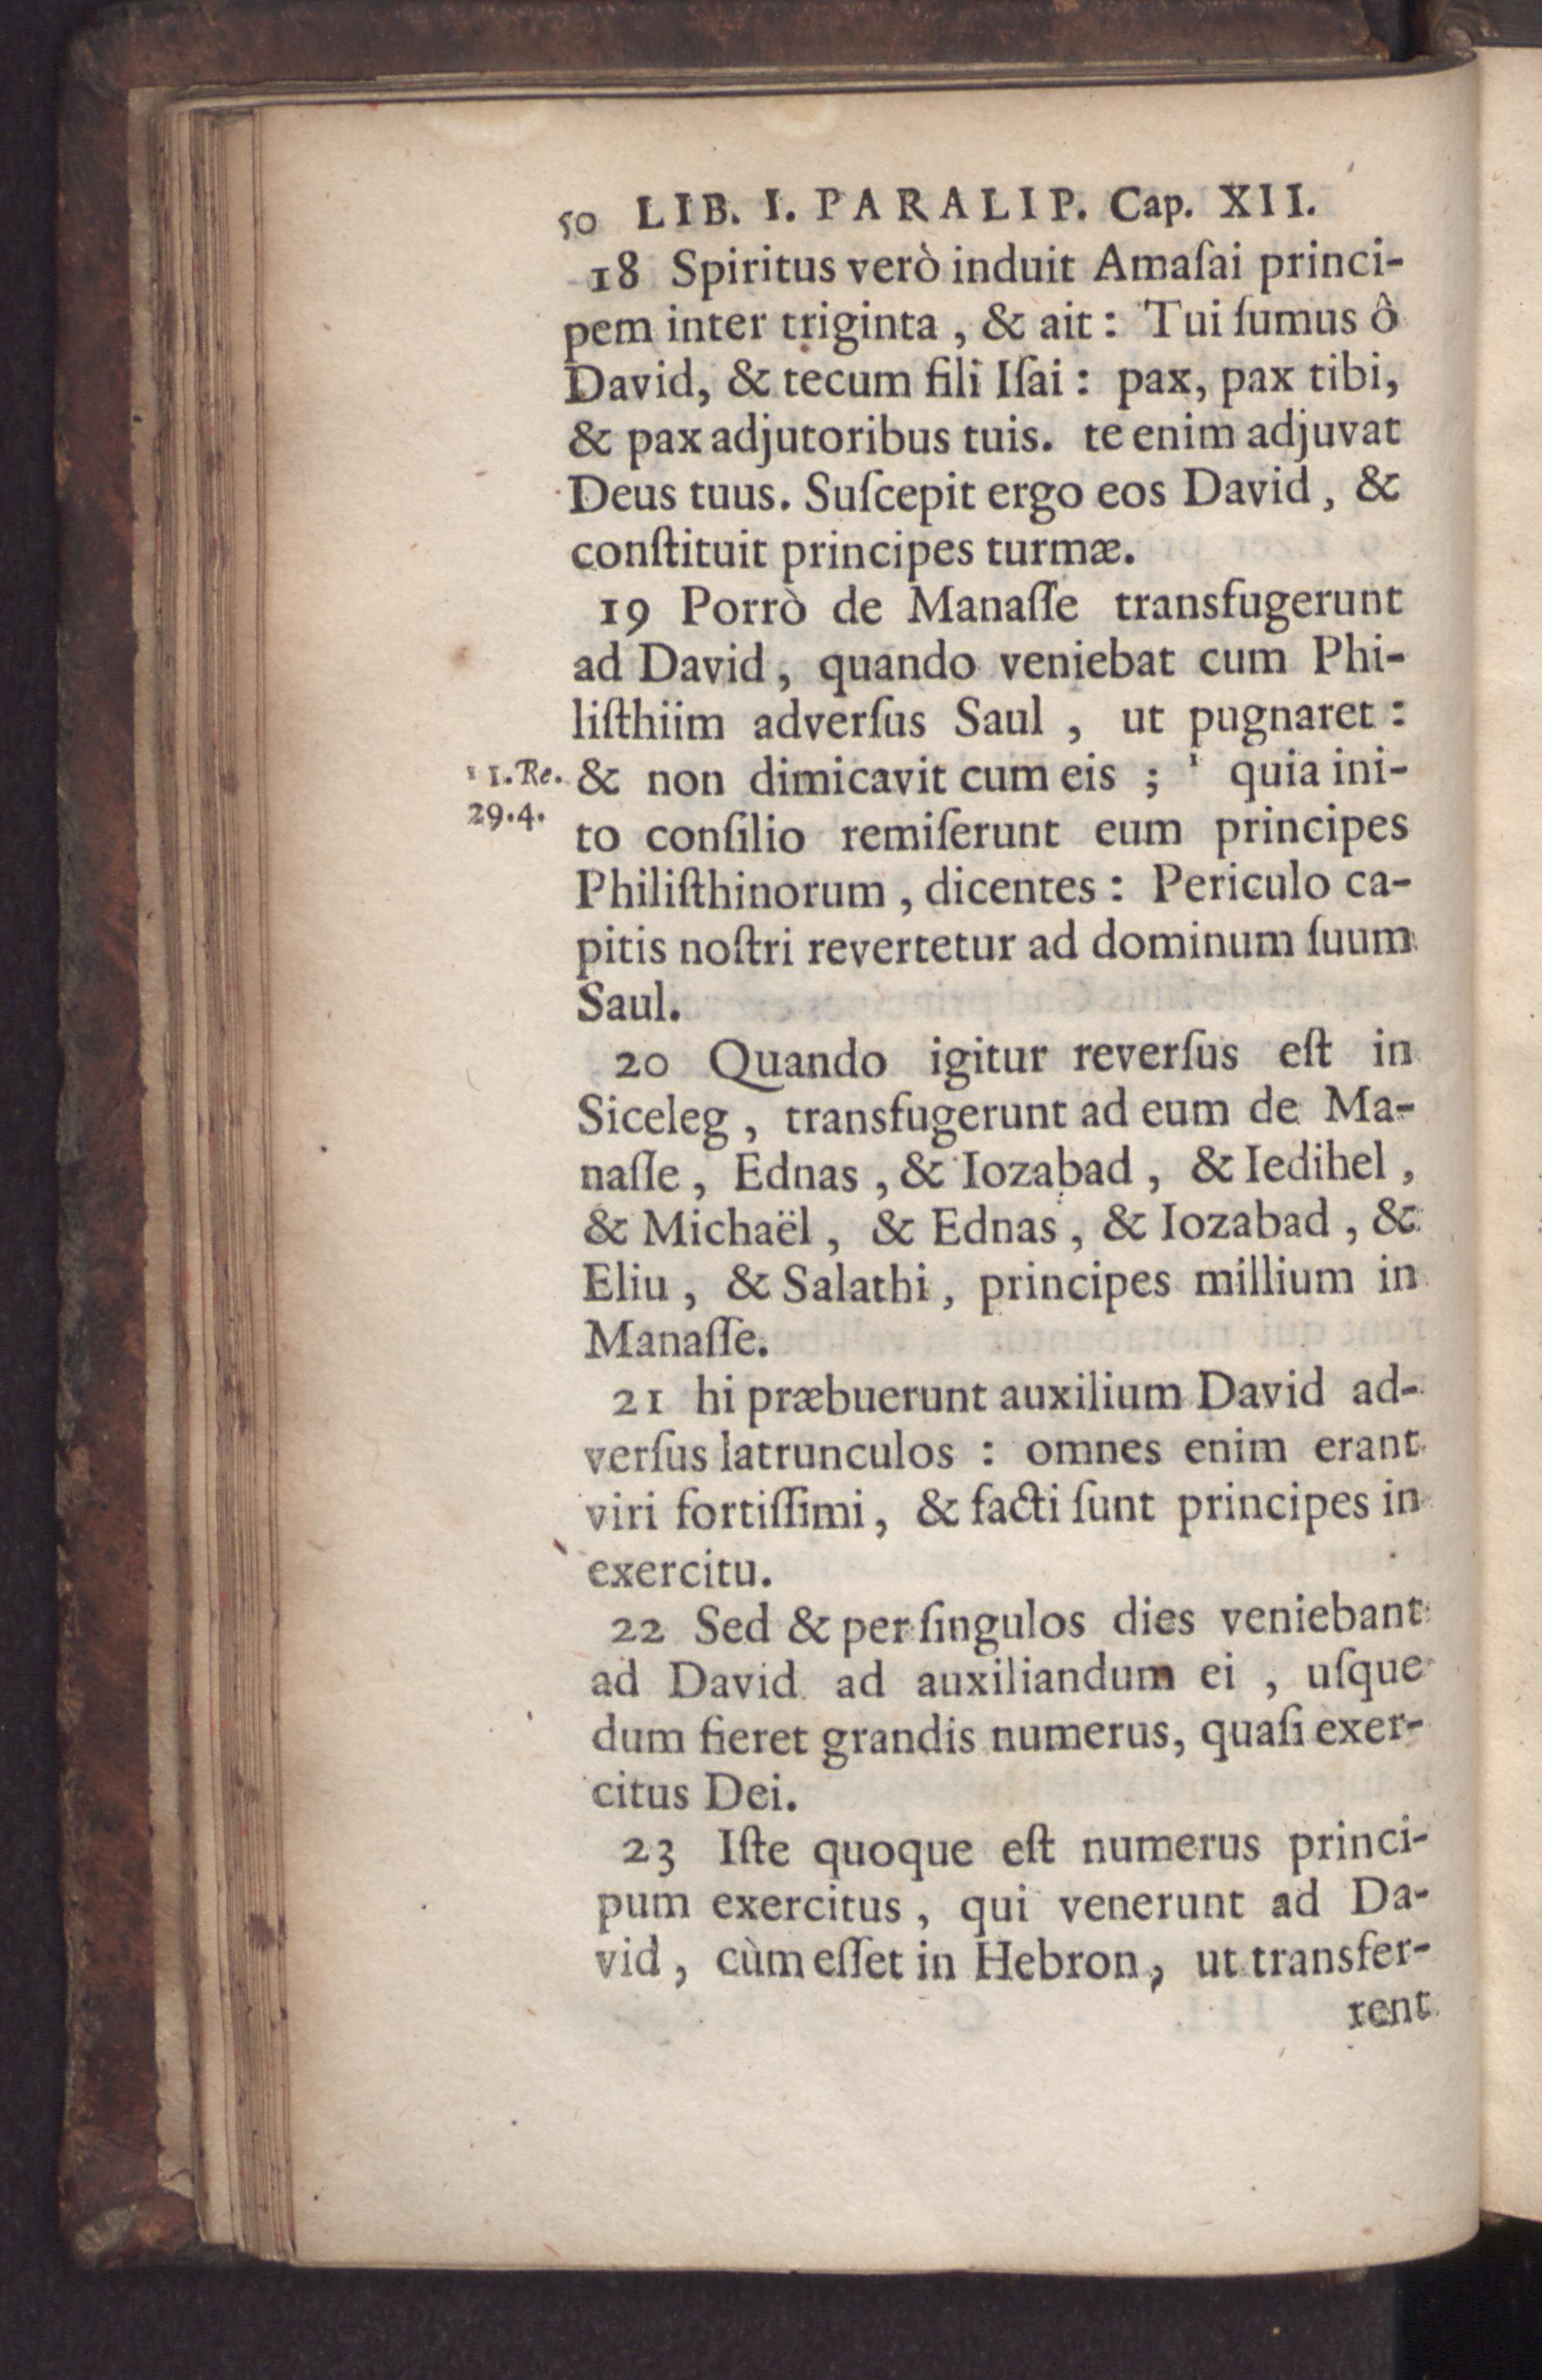 50 LIB. I. PARALIP. Cap. XII.
18 Spiritus verò induit Amaſai princi-
pem inter triginta , & ait : Tui ſumus ô
David, & tecum fili Iſai : pax, pax tibi,
& pax adjutoribus tuis. te enim adjuvat
Deus tuus. Suſcepit ergo eos David , &
conſtituit principes turmæ.
19 Porrò de Manaſſe transfugerunt
ad David , quando veniebat cum Phi-
liſthiim adverſus Saul , ut pugnaret :
& non dimicavit cum eis ; ¹ quia ini-
¹ 1.Re.
29.4.
to conſilio remiſerunt eum principes
Philiſthinorum , dicentes : Periculo ca-
pitis noſtri revertetur ad dominum ſuum
Saul.
20 Quando igitur reverſus eſt in
Siceleg , transfugerunt ad eum de Ma-
naſſe , Ednas , & Iozabad , & Iedihel ,
& Michaël , & Ednas , & Iozabad , &
Eliu , & Salathi , principes millium in
Manaſſe.
21 hi præbuerunt auxilium David ad-
verſus latrunculos : omnes enim erant
viri fortiſſimi , & facti ſunt principes in
exercitu.
22 Sed & per ſingulos dies veniebant
ad David ad auxiliandum ei , uſque
dum fieret grandis numerus, quaſi exer-
citus Dei.
23 Iſte quoque eſt numerus princi-
pum exercitus , qui venerunt ad Da-
vid , cùm eſſet in Hebron , ut transfer-
rent